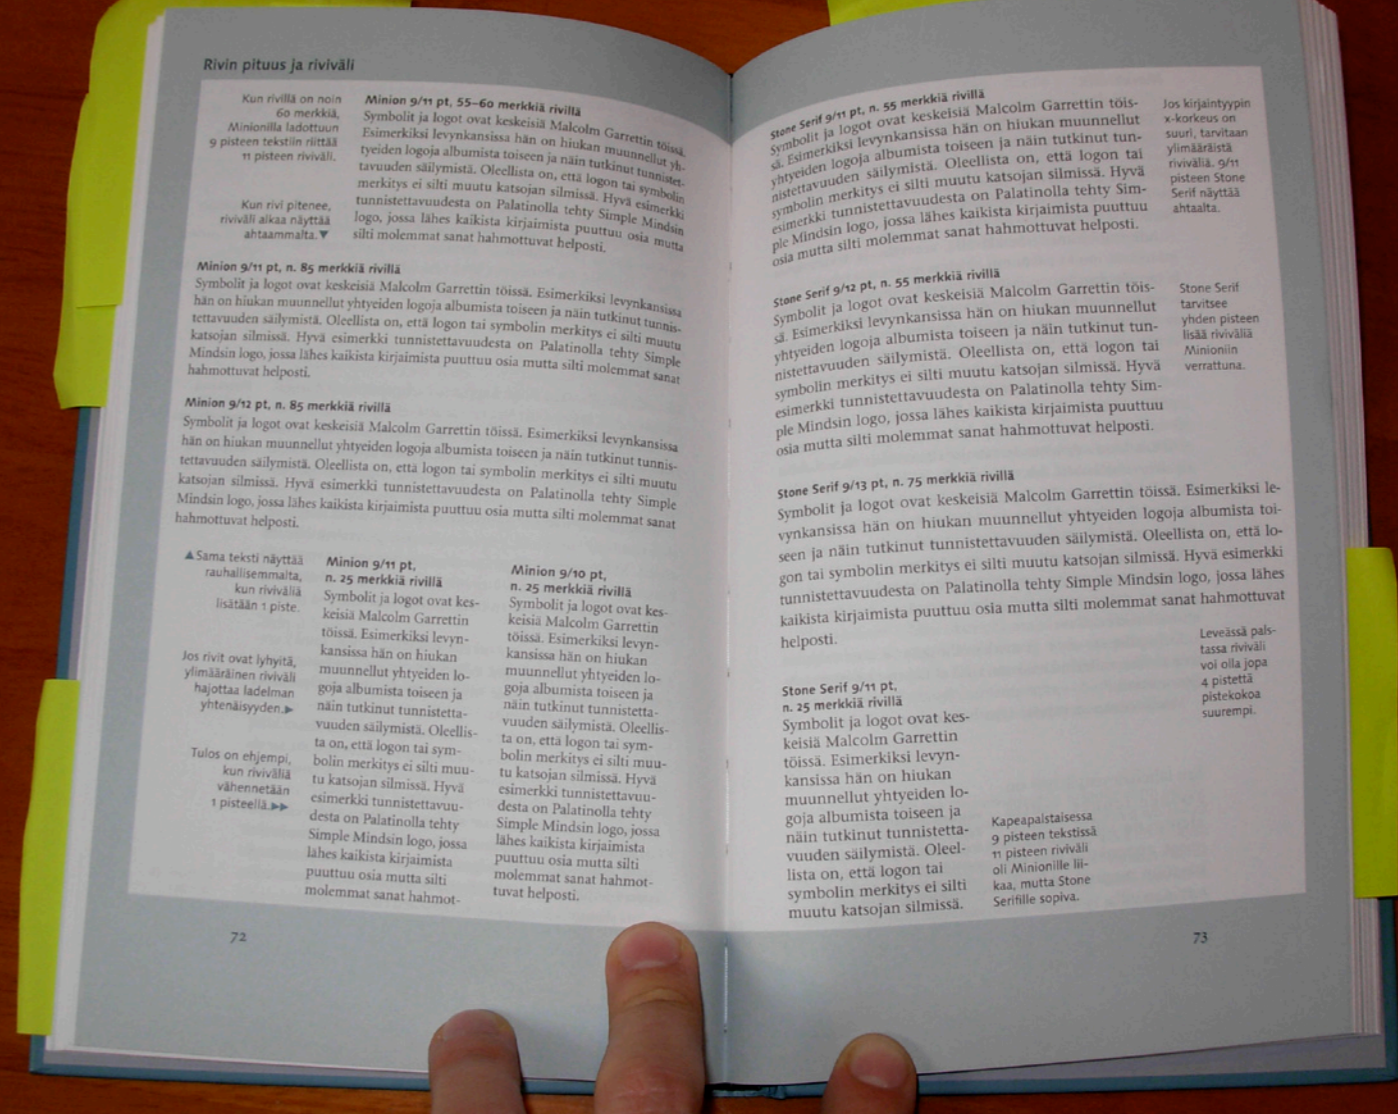 Rivin pituus ja riviväli
Kun rivillä on noin
60 merkkiä,
Minionilla ladottuun
9 pisteen tekstiin riittää
11 pisteen riviväli.
Kun rivi pitenee,
riviväli alkaa näyttää
ahtaammalta.▼
Minion 9/11 pt, 55–60 merkkiä rivillä
Symbolit ja logot ovat keskeisiä Malcolm Garrettin töissä.
Esimerkiksi levynkansissa hän on hiukan muunnellut yh-
tyeiden logoja albumista toiseen ja näin tutkinut tunnistet-
tavuuden säilymistä. Oleellista on, että logon tai symbolin
merkitys ei silti muutu katsojan silmissä. Hyvä esimerkki
tunnistettavuudesta on Palatinolla tehty Simple Mindsin
logo, jossa lähes kaikista kirjaimista puuttuu osia mutta
silti molemmat sanat hahmottuvat helposti.
Minion 9/11 pt, n. 85 merkkiä rivillä
Symbolit ja logot ovat keskeisiä Malcolm Garrettin töissä. Esimerkiksi levynkansissa
hän on hiukan muunnellut yhtyeiden logoja albumista toiseen ja näin tutkinut tunnis-
tettavuuden säilymistä. Oleellista on, että logon tai symbolin merkitys ei silti muutu
katsojan silmissä. Hyvä esimerkki tunnistettavuudesta on Palatinolla tehty Simple
Mindsin logo, jossa lähes kaikista kirjaimista puuttuu osia mutta silti molemmat sanat
hahmottuvat helposti.
Minion 9/12 pt, n. 85 merkkiä rivillä
Symbolit ja logot ovat keskeisiä Malcolm Garrettin töissä. Esimerkiksi levynkansissa
hän on hiukan muunnellut yhtyeiden logoja albumista toiseen ja näin tutkinut tunnis-
tettavuuden säilymistä. Oleellista on, että logon tai symbolin merkitys ei silti muutu
katsojan silmissä. Hyvä esimerkki tunnistettavuudesta on Palatinolla tehty Simple
Mindsin logo, jossa lähes kaikista kirjaimista puuttuu osia mutta silti molemmat sanat
hahmottuvat helposti.
▲Sama teksti näyttää
rauhallisemmalta,
kun riviväliä
lisätään 1 piste.
Jos rivit ovat lyhyitä,
ylimääräinen riviväli
hajottaa ladelman
yhtenäisyyden.▶
Tulos on ehjempi,
kun riviväliä
vähennetään
1 pisteellä.▶▶
Minion 9/11 pt,
n. 25 merkkiä rivillä
Symbolit ja logot ovat kes-
keisiä Malcolm Garrettin
töissä. Esimerkiksi levyn-
kansissa hän on hiukan
muunnellut yhtyeiden lo-
goja albumista toiseen ja
näin tutkinut tunnistetta-
vuuden säilymistä. Oleellis-
ta on, että logon tai sym-
bolin merkitys ei silti muu-
tu katsojan silmissä. Hyvä
esimerkki tunnistettavuu-
desta on Palatinolla tehty
Simple Mindsin logo, jossa
lähes kaikista kirjaimista
puuttuu osia mutta silti
molemmat sanat hahmot-
Minion 9/10 pt,
n. 25 merkkiä rivillä
Symbolit ja logot ovat kes-
keisiä Malcolm Garrettin
töissä. Esimerkiksi levyn-
kansissa hän on hiukan
muunnellut yhtyeiden lo-
goja albumista toiseen ja
näin tutkinut tunnistetta-
vuuden säilymistä. Oleellis-
ta on, että logon tai sym-
bolin merkitys ei silti muu-
tu katsojan silmissä. Hyvä
esimerkki tunnistettavuu-
desta on Palatinolla tehty
Simple Mindsin logo, jossa
lähes kaikista kirjaimista
puuttuu osia mutta silti
molemmat sanat hahmot-
tuvat helposti.
72
Stone Serif 9/11 pt, n. 55 merkkiä rivillä
Symbolit ja logot ovat keskeisiä Malcolm Garrettin töis-
sä. Esimerkiksi levynkansissa hän on hiukan muunnellut
yhtyeiden logoja albumista toiseen ja näin tutkinut tun-
nistettavuuden säilymistä. Oleellista on, että logon tai
symbolin merkitys ei silti muutu katsojan silmissä. Hyvä
esimerkki tunnistettavuudesta on Palatinolla tehty Sim-
ple Mindsin logo, jossa lähes kaikista kirjaimista puuttuu
osia mutta silti molemmat sanat hahmottuvat helposti.
Jos kirjaintyypin
x-korkeus on
suuri, tarvitaan
ylimääräistä
riviväliä. 9/11
pisteen Stone
Serif näyttää
ahtaalta.
Stone Serif 9/12 pt, n. 55 merkkiä rivillä
Symbolit ja logot ovat keskeisiä Malcolm Garrettin töis-
sä. Esimerkiksi levynkansissa hän on hiukan muunnellut
yhtyeiden logoja albumista toiseen ja näin tutkinut tun-
nistettavuuden säilymistä. Oleellista on, että logon tai
symbolin merkitys ei silti muutu katsojan silmissä. Hyvä
esimerkki tunnistettavuudesta on Palatinolla tehty Sim-
ple Mindsin logo, jossa lähes kaikista kirjaimista puuttuu
osia mutta silti molemmat sanat hahmottuvat helposti.
Stone Serif
tarvitsee
yhden pisteen
lisää riviväliä
Minioniin
verrattuna.
Stone Serif 9/13 pt, n. 75 merkkiä rivillä
Symbolit ja logot ovat keskeisiä Malcolm Garrettin töissä. Esimerkiksi le-
vynkansissa hän on hiukan muunnellut yhtyeiden logoja albumista toi-
seen ja näin tutkinut tunnistettavuuden säilymistä. Oleellista on, että lo-
gon tai symbolin merkitys ei silti muutu katsojan silmissä. Hyvä esimerkki
tunnistettavuudesta on Palatinolla tehty Simple Mindsin logo, jossa lähes
kaikista kirjaimista puuttuu osia mutta silti molemmat sanat hahmottuvat
helposti.
Leveässä pals-
tassa riviväli
voi olla jopa
4 pistettä
pistekokoa
suurempi.
Stone Serif 9/11 pt,
n. 25 merkkiä rivillä
Symbolit ja logot ovat kes-
keisiä Malcolm Garrettin
töissä. Esimerkiksi levyn-
kansissa hän on hiukan
muunnellut yhtyeiden lo-
goja albumista toiseen ja
näin tutkinut tunnistetta-
vuuden säilymistä. Oleel-
lista on, että logon tai
symbolin merkitys ei silti
muutu katsojan silmissä.
Kapeapalstaisessa
9 pisteen tekstissä
11 pisteen riviväli
oli Minionille lii-
kaa, mutta Stone
Serifille sopiva.
73